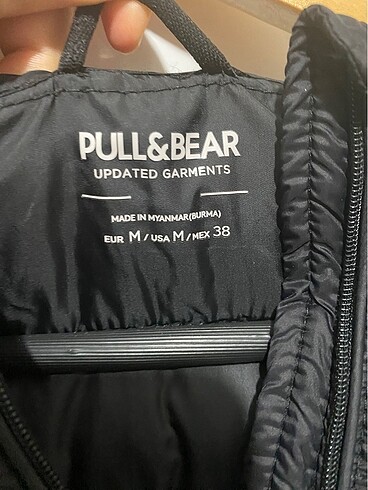 PULL&BEAR
UPDATED GARMENTS
MADE IN MYANMAR(BURMA)
EUR M / USA M / MEX 38